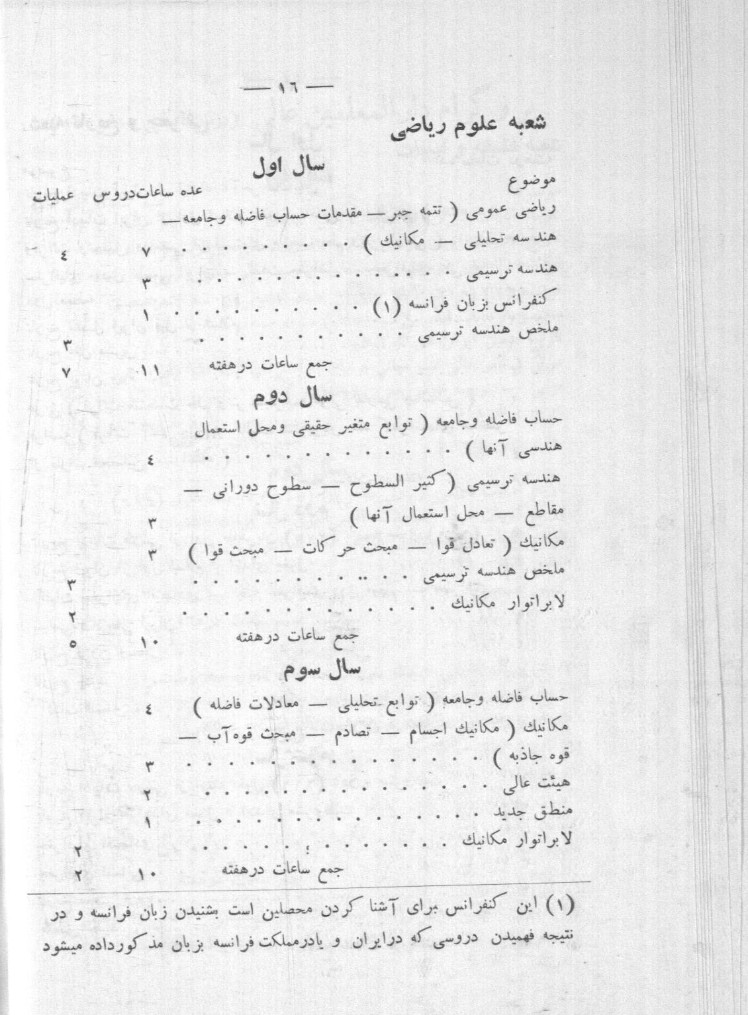 — ١٦ —
شعبه علوم ریاضی
سال اول
موضوع عده ساعات دروس عملیات
ریاضی عمومی ( تتمه جبر — مقدمات حساب فاضله وجامعه —
هندسه تحلیلی — مکانیك ) . . . . . . . ٧ ٤
هندسه ترسیمی . . . . . . . . . . . ٣
کنفرانس بزبان فرانسه (١) . . . . . . . . ١
ملخص هندسه ترسیمی . . . . . . . ٣
جمع ساعات درهفته ١١ ٧
سال دوم
حساب فاضله وجامعه ( توابع متغیر حقیقی ومحل استعمال
هندسی آنها ) . . . . . . . . . . . ٤
هندسه ترسیمی ( کثیر السطوح — سطوح دورانی —
مقاطع — محل استعمال آنها ) ٣
مکانیك ( تعادل قوا — مبحث حرکات — مبحث قوا ) ٣
ملخص هندسه ترسیمی . . . . . . . . ٣
لابراتوار مکانیك . . . . . . . . . . . ٢
جمع ساعات درهفته ١٠ ٥
سال سوم
حساب فاضله وجامعه ( توابع تحلیلی — معادلات فاضله ) ٤
مکانیك ( مکانیك اجسام — تصادم — مبحث قوه آب —
قوه جاذبه ) . . . . . . . . . . . ٣
هیئت عالی . . . . . . . . . . . ٢
منطق جدید . . . . . . . . . . . ١
لابراتوار مکانیك . . . . . . . . . . ٢
جمع ساعات درهفته ١٠ ٢
(١) این کنفرانس برای آشنا کردن محصلین است بشنیدن زبان فرانسه و در
نتیجه فهمیدن دروسی که درایران و یادرمملکت فرانسه بزبان مذکورداده میشود